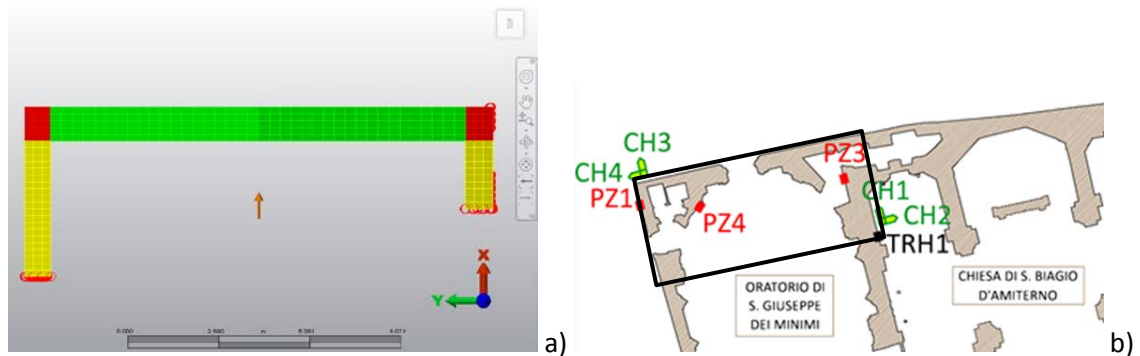 TOP
X
Y
0.000
m
a)
CH3
CH4
PZ1
PZ4
PZ3
CH1
CH2
TRH1
ORATORIO DI
S. GIUSEPPE
DEI MINIMI
CHIESA DI S. BIAGIO
D'AMITERNO
b)